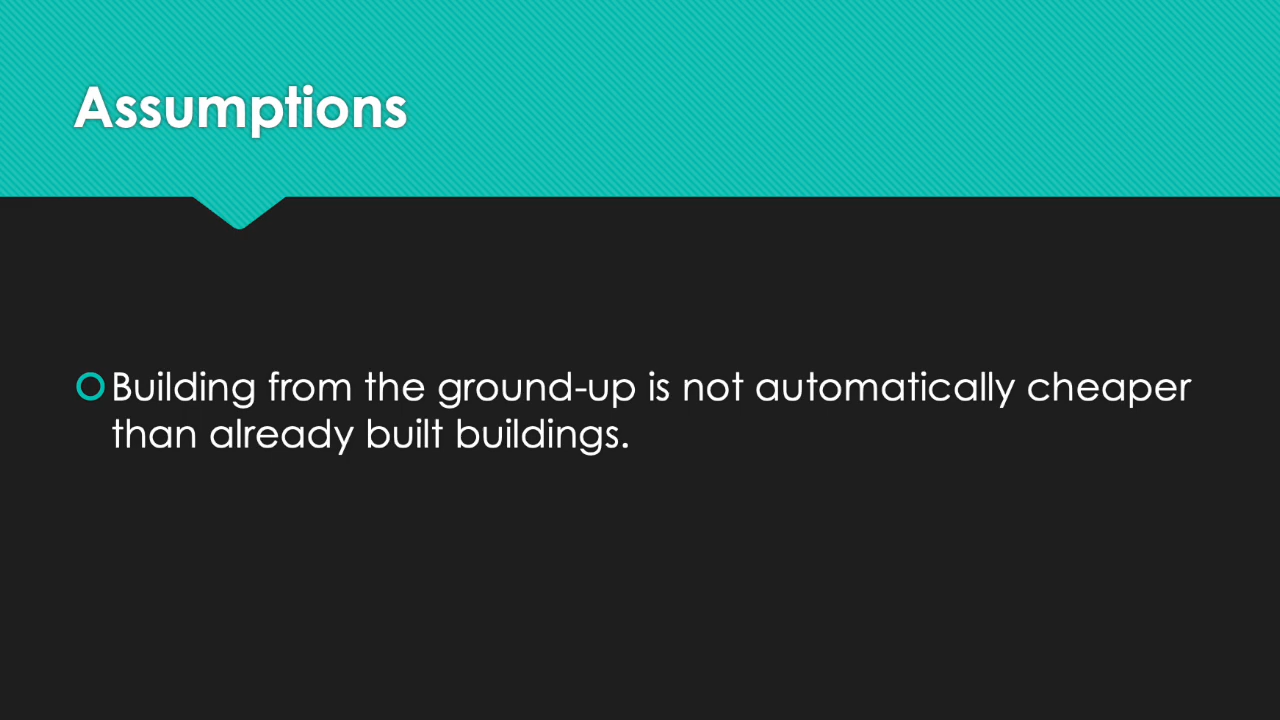 Assumptions
Building from the ground-up is not automatically cheaper
than already built buildings.